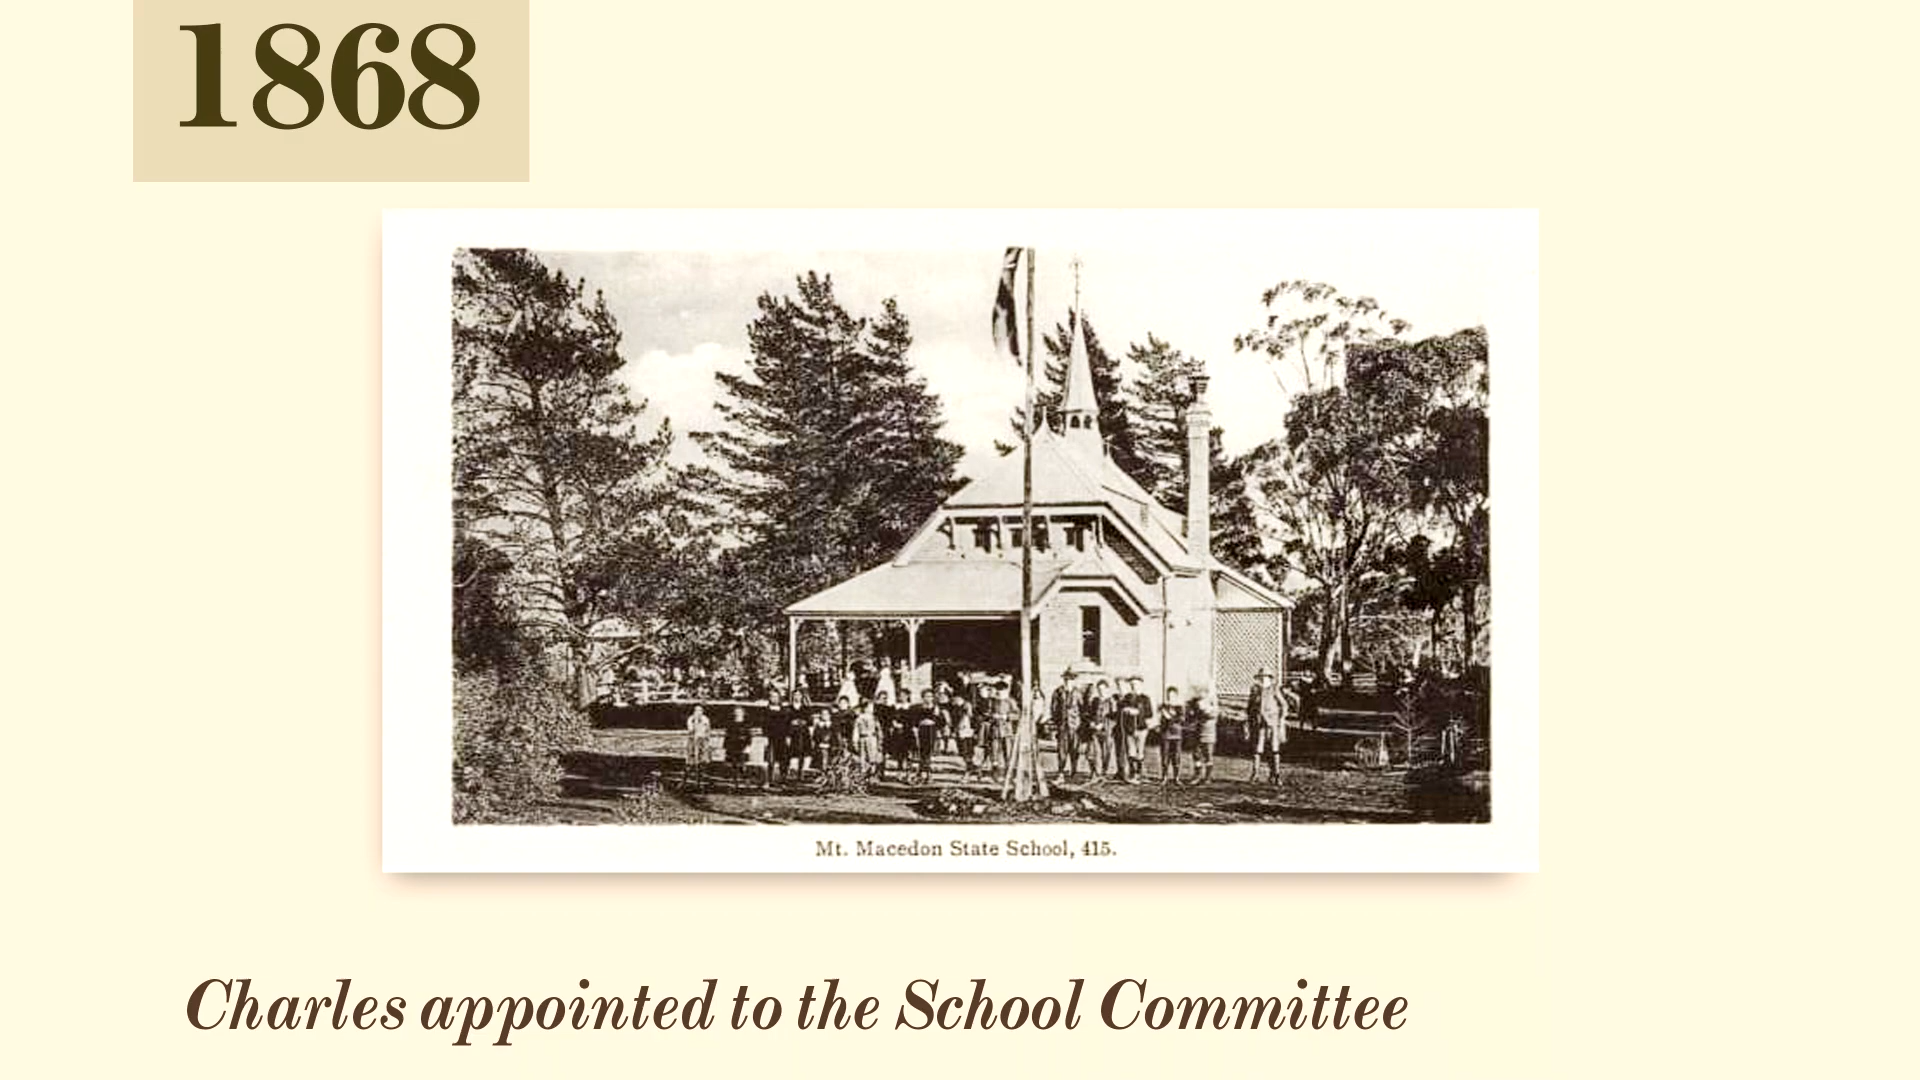 1868
Mt. Macedon State School, 415.
Charles appointed to the School Committee